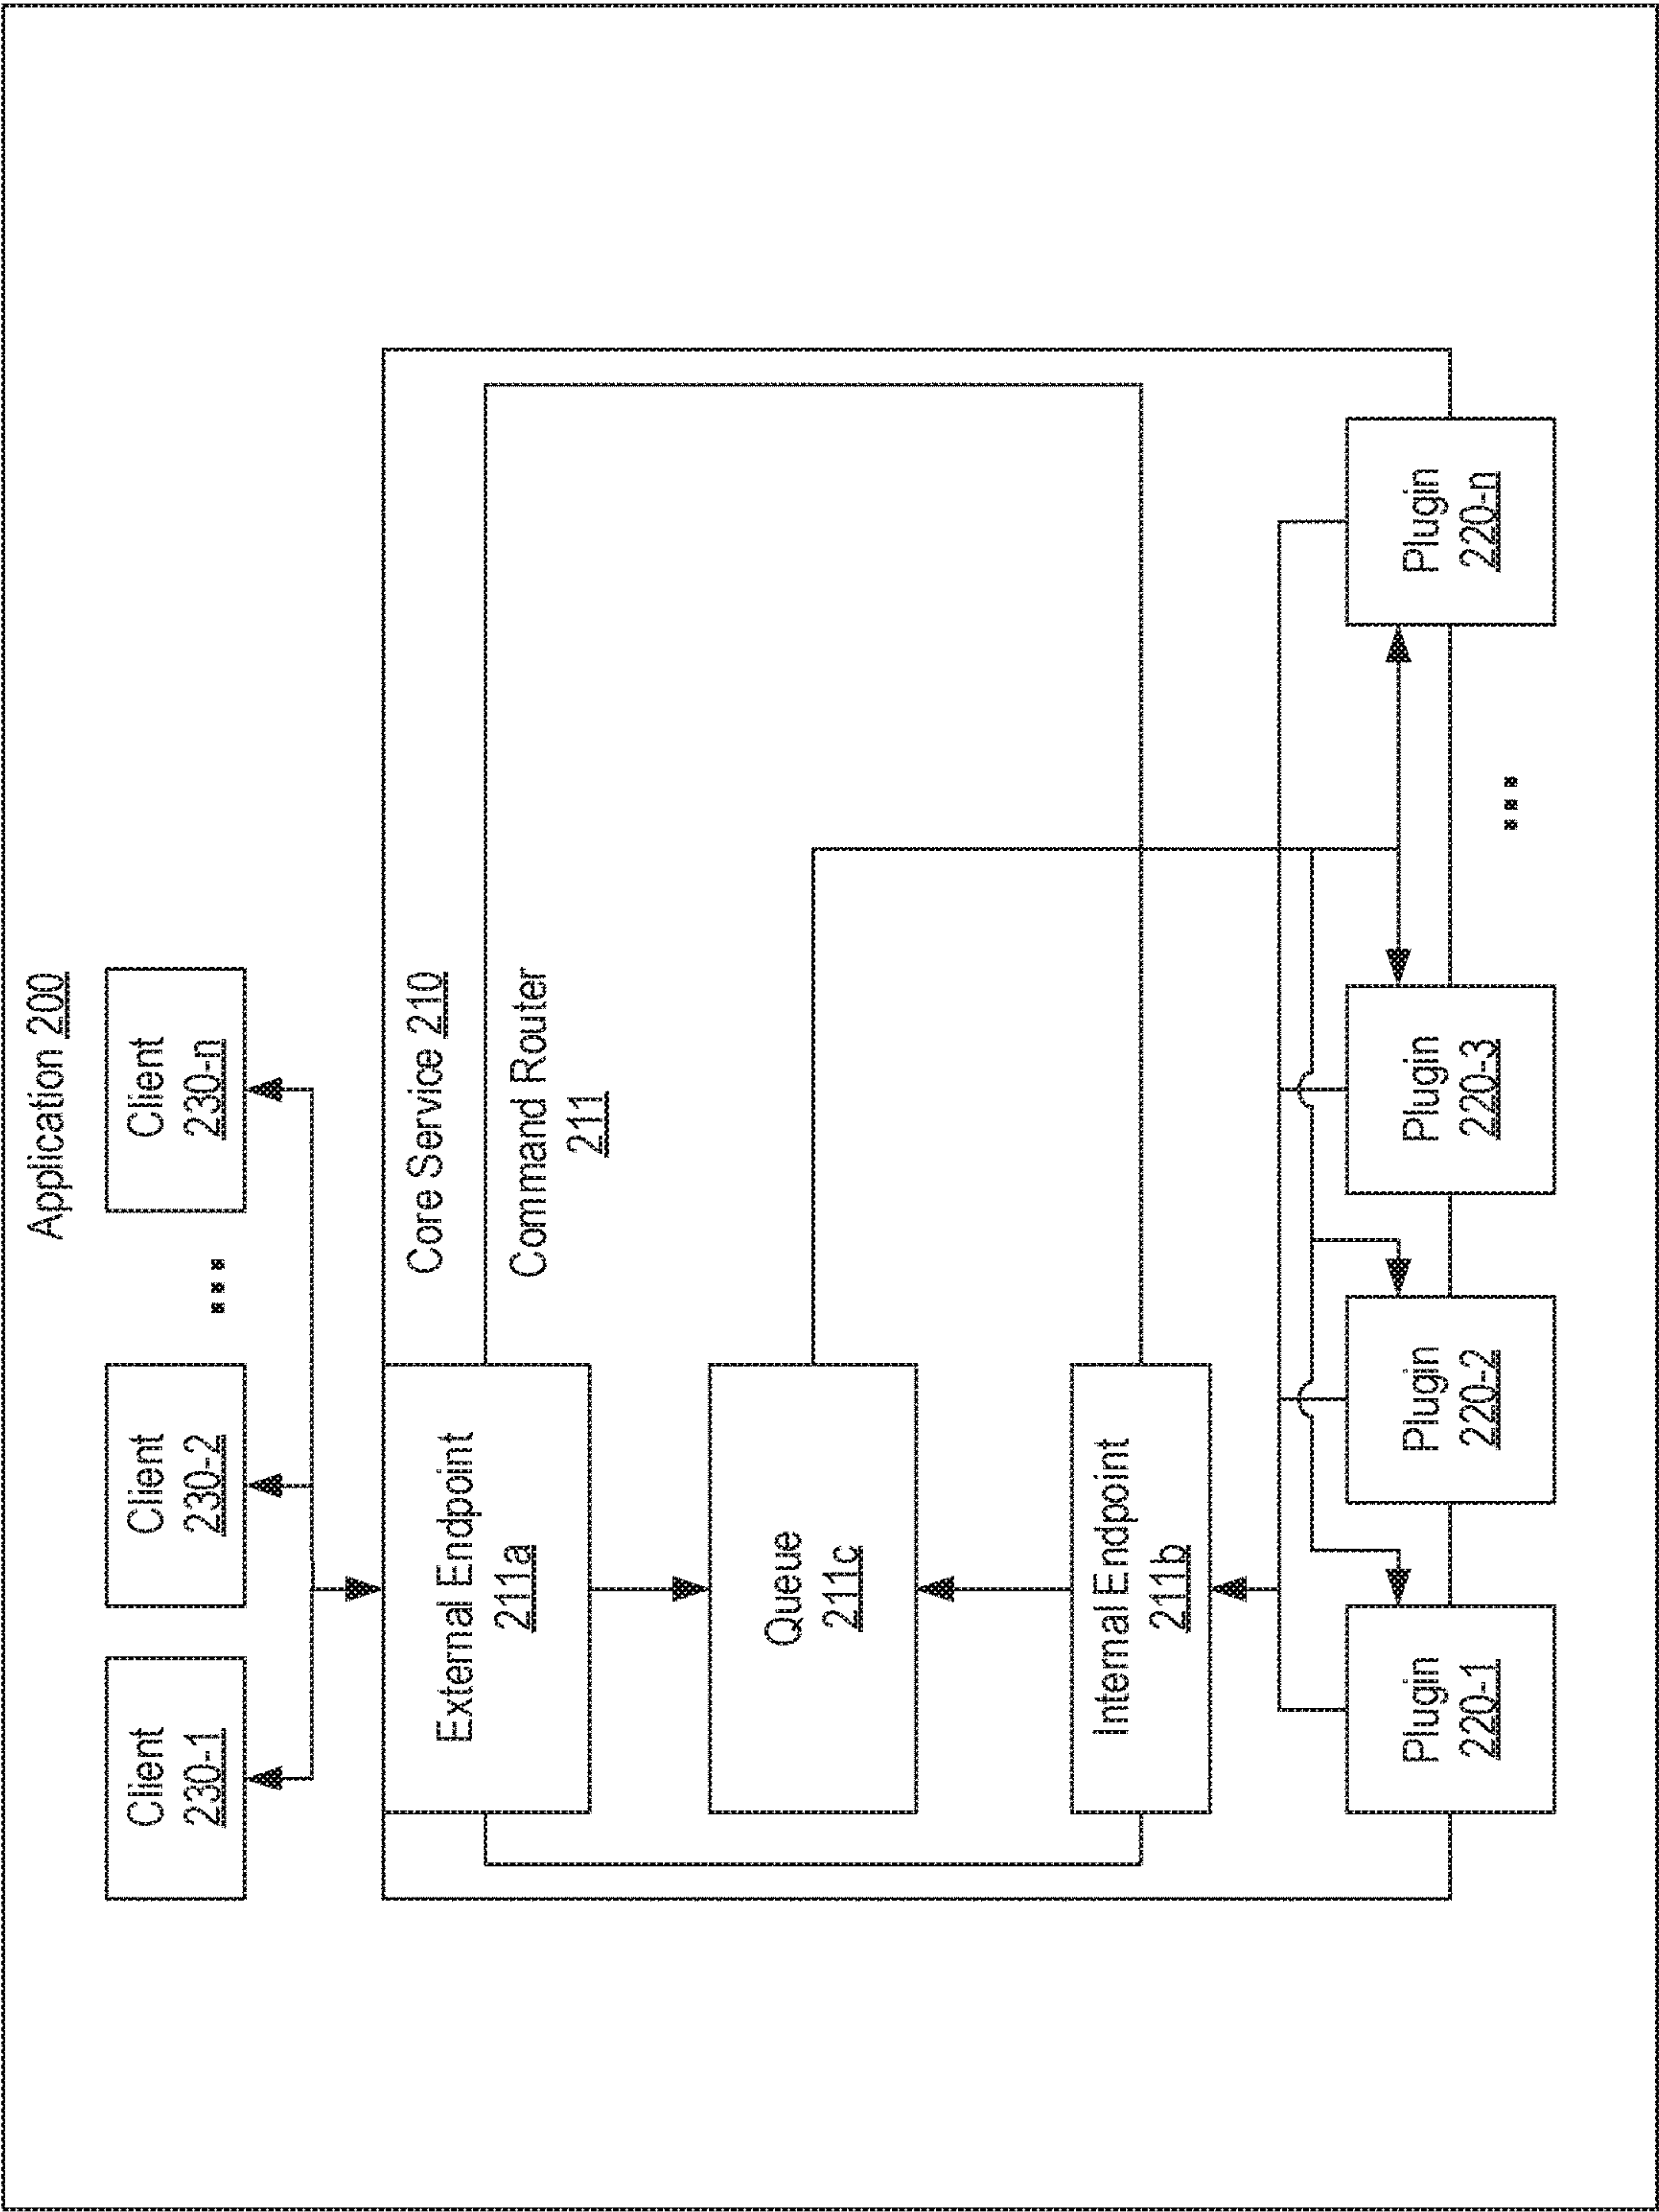 Application 200
Client
230-1
Client
230-2
...
Client
230-n
Core Service 210
Command Router
211
External Endpoint
211a
Queue
211c
Internal Endpoint
211b
Plugin
220-1
Plugin
220-2
Plugin
220-3
...
Plugin
220-n